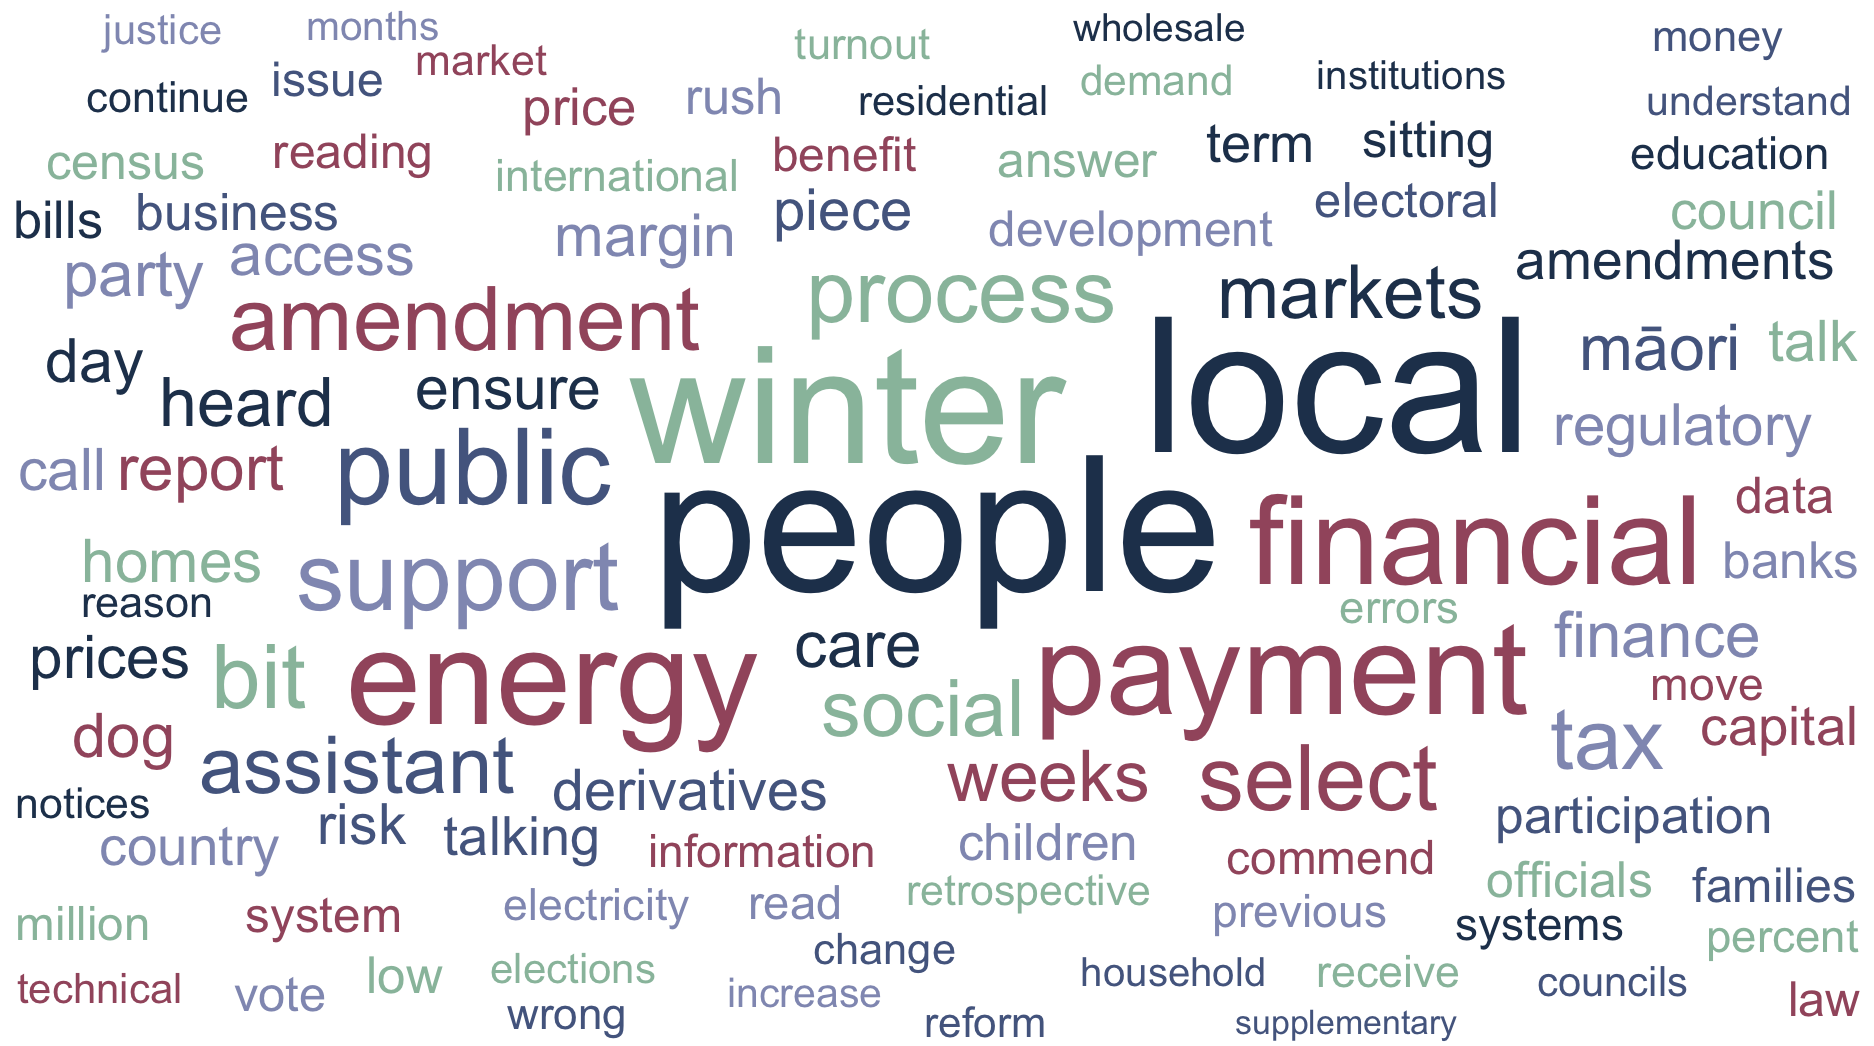 justice
months
turnout
wholesale
money
continue
issue
market
price
rush
residential
demand
institutions
understand
census
reading
international
benefit
answer
term
sitting
education
bills
business
access
margin
piece
development
electoral
council
party
amendment
process
markets
amendments
day
heard
ensure
winter
local
māori
talk
call
report
public
people
financial
regulatory
data
homes
reason
support
errors
banks
prices
bit
energy
care
social
payment
finance
move
dog
assistant
derivatives
weeks
select
tax
capital
notices
country
risk
talking
information
children
commend
participation
million
system
electricity
read
retrospective
previous
officials
systems
families
percent
technical
vote
low
elections
wrong
change
increase
reform
household
receive
supplementary
councils
law